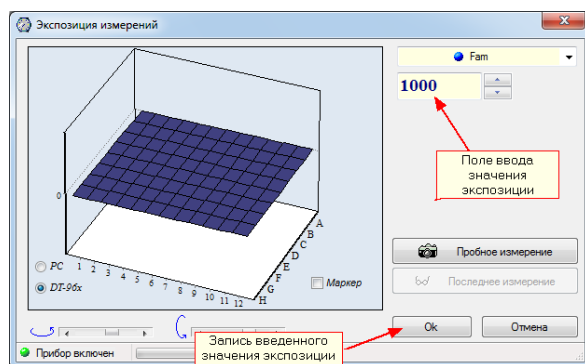 Экспозиция измерений
Fam
1000
Поле ввода
значения
экспозиции
0
A
B
C
D
E
F
G
H
1 2 3 4 5 6 7 8 9 10 11 12
PC
DT-96x
Маркер
Пробное измерение
Последнее измерение
Ok
Отмена
Запись введенного
значения экспозиции
Прибор включен